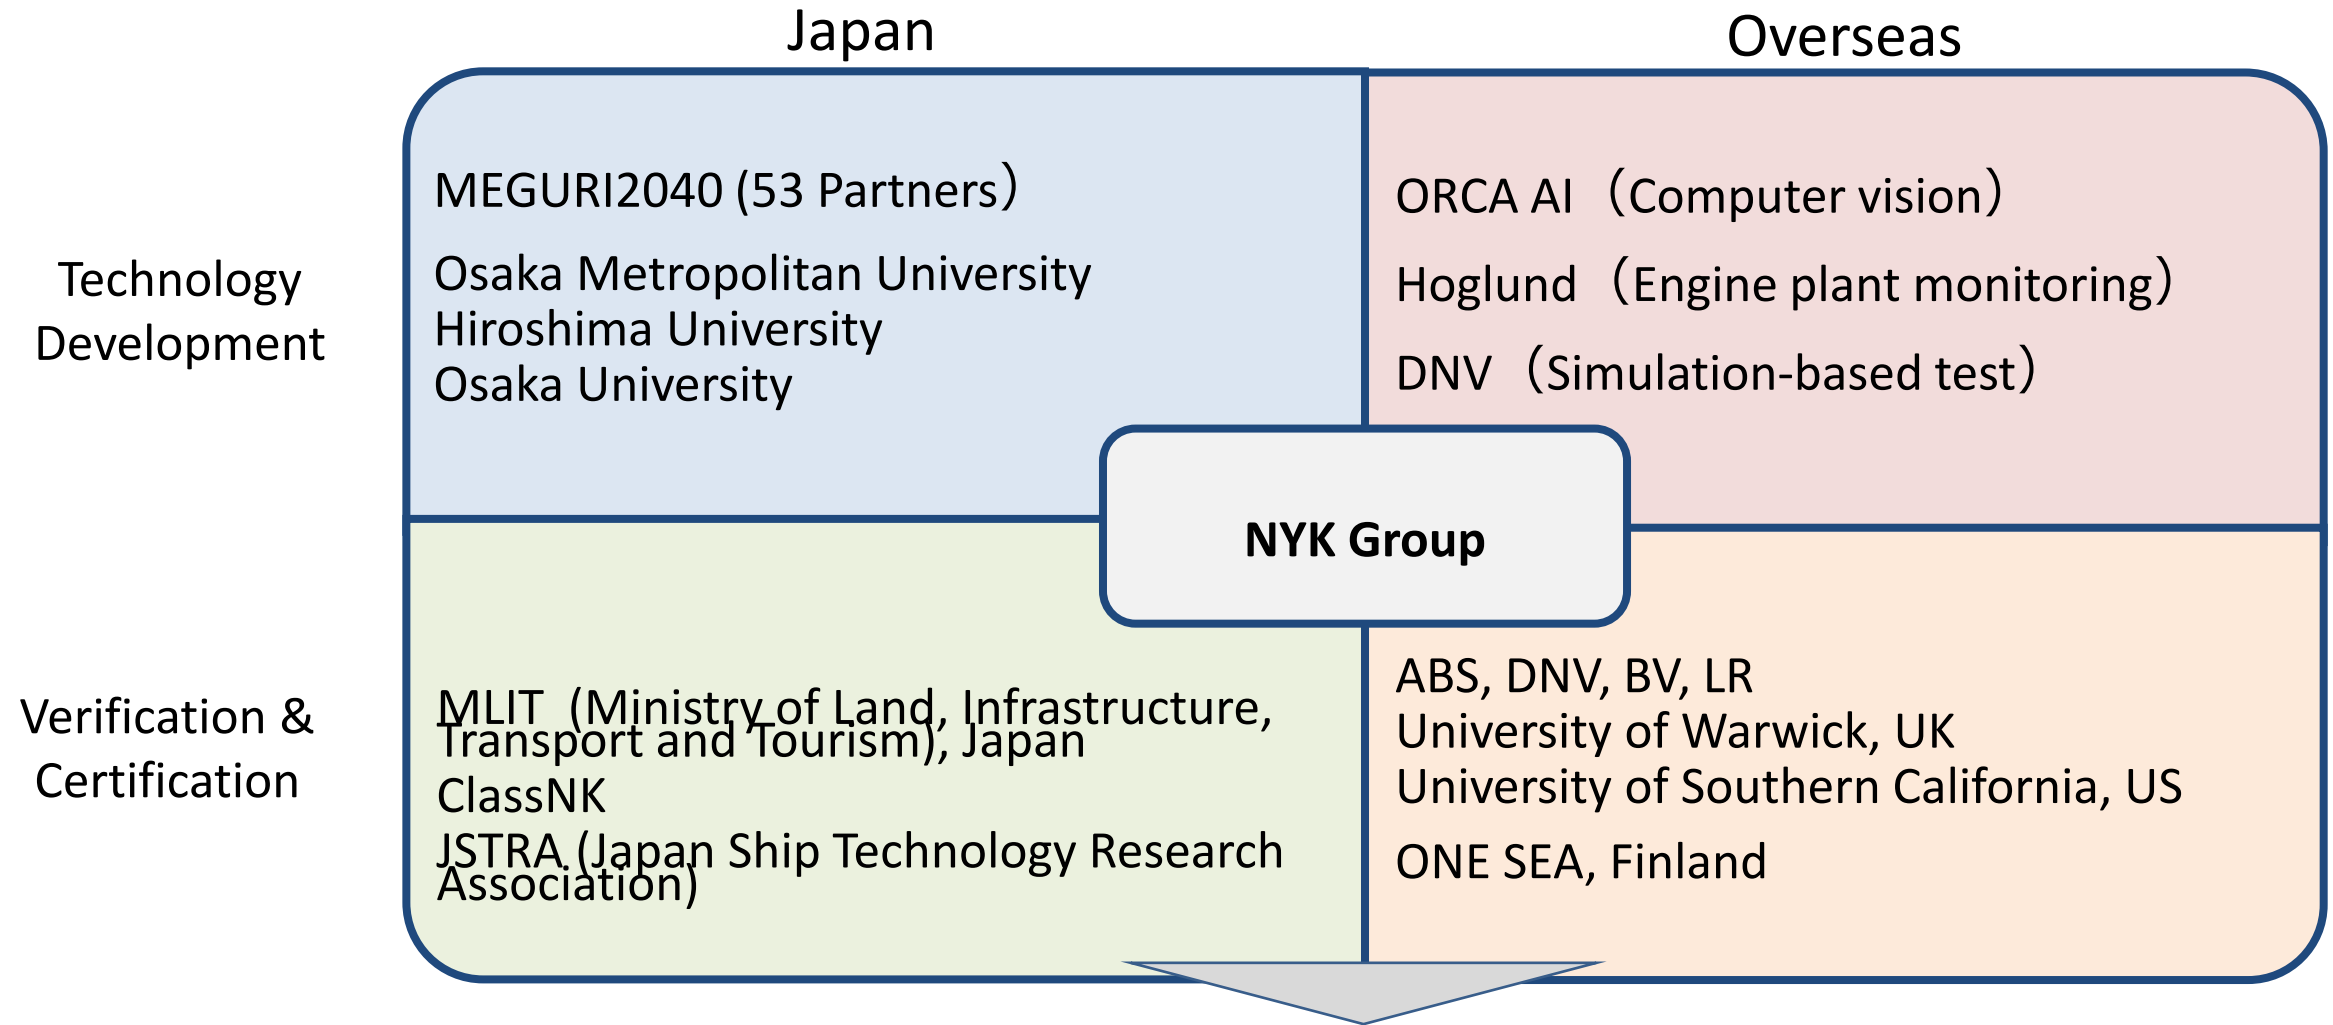 Japan
Overseas
Technology
Development
MEGURI2040 (53 Partners）
Osaka Metropolitan University
Hiroshima University
Osaka University
ORCA AI（Computer vision）
Hoglund（Engine plant monitoring）
DNV（Simulation-based test）
NYK Group
Verification &
Certification
MLIT  (Ministry of Land, Infrastructure,
Transport and Tourism), Japan
ClassNK
JSTRA (Japan Ship Technology Research
Association)
ABS, DNV, BV, LR
University of Warwick, UK
University of Southern California, US
ONE SEA, Finland